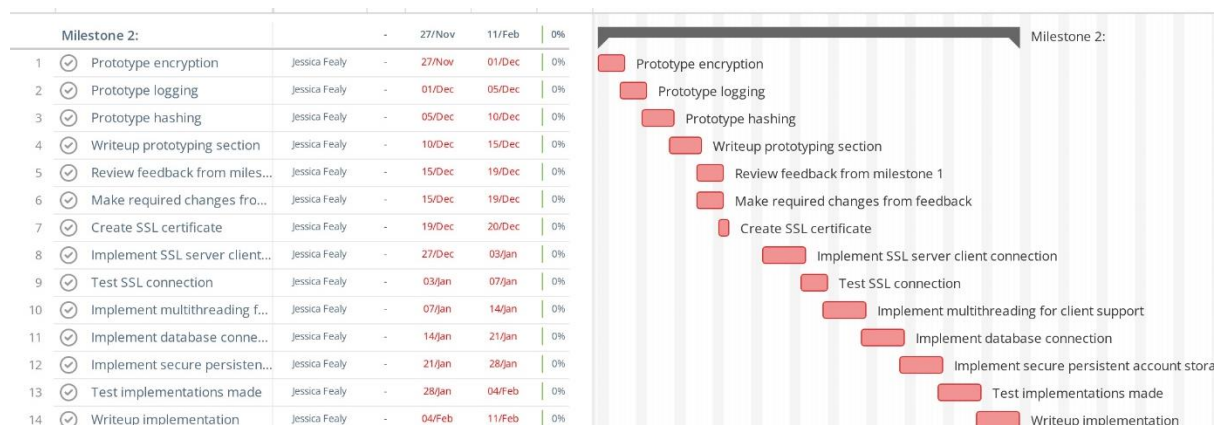 Milestone 2: - 27/Nov 11/Feb 0% Milestone 2:
1 Prototype encryption Jessica Fealy - 27/Nov 01/Dec 0% Prototype encryption
2 Prototype logging Jessica Fealy - 01/Dec 05/Dec 0% Prototype logging
3 Prototype hashing Jessica Fealy - 05/Dec 10/Dec 0% Prototype hashing
4 Writeup prototyping section Jessica Fealy - 10/Dec 15/Dec 0% Writeup prototyping section
5 Review feedback from miles... Jessica Fealy - 15/Dec 19/Dec 0% Review feedback from milestone 1
6 Make required changes fro... Jessica Fealy - 15/Dec 19/Dec 0% Make required changes from feedback
7 Create SSL certificate Jessica Fealy - 19/Dec 20/Dec 0% Create SSL certificate
8 Implement SSL server client... Jessica Fealy - 27/Dec 03/Jan 0% Implement SSL server client connection
9 Test SSL connection Jessica Fealy - 03/Jan 07/Jan 0% Test SSL connection
10 Implement multithreading f... Jessica Fealy - 07/Jan 14/Jan 0% Implement multithreading for client support
11 Implement database conne... Jessica Fealy - 14/Jan 21/Jan 0% Implement database connection
12 Implement secure persisten... Jessica Fealy - 21/Jan 28/Jan 0% Implement secure persistent account stora
13 Test implementations made Jessica Fealy - 28/Jan 04/Feb 0% Test implementations made
14 Writeup implementation Jessica Fealy - 04/Feb 11/Feb 0% Writeup implementation